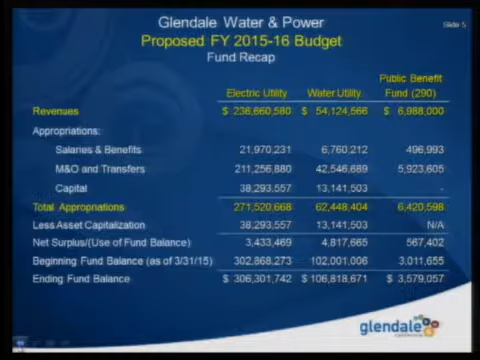 Glendale Water & Power
Slide 5
Proposed FY 2015-16 Budget
Fund Recap
Electric Utility Water Utility Public Benefit Fund (290)
Revenues $ 236,660,580 $ 54,124,566 $ 6,988,000
Appropriations:
Salaries & Benefits 21,970,231 6,760,212 496,993
M&O and Transfers 211,256,880 42,546,689 5,923,605
Capital 38,293,557 13,141,503 -
Total Appropriations 271,520,668 62,448,404 6,420,598
Less Asset Capitalization 38,293,557 13,141,503 N/A
Net Surplus/(Use of Fund Balance) 3,433,469 4,817,665 567,402
Beginning Fund Balance (as of 3/31/15) 302,868,273 102,001,006 3,011,655
Ending Fund Balance $ 306,301,742 $ 106,818,671 $ 3,579,057
glendale